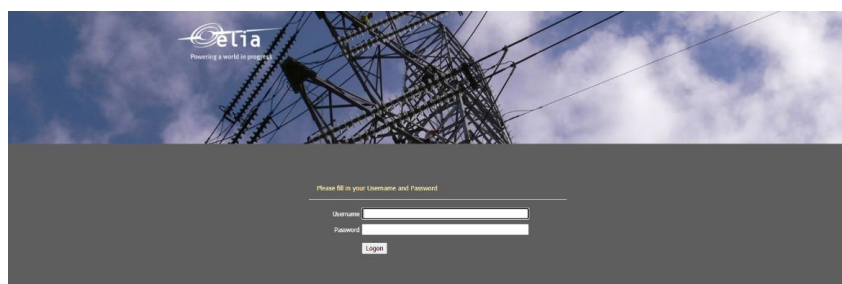 elia
Powering a world in progress
Please fill in your Username and Password
Username
Password
Logon